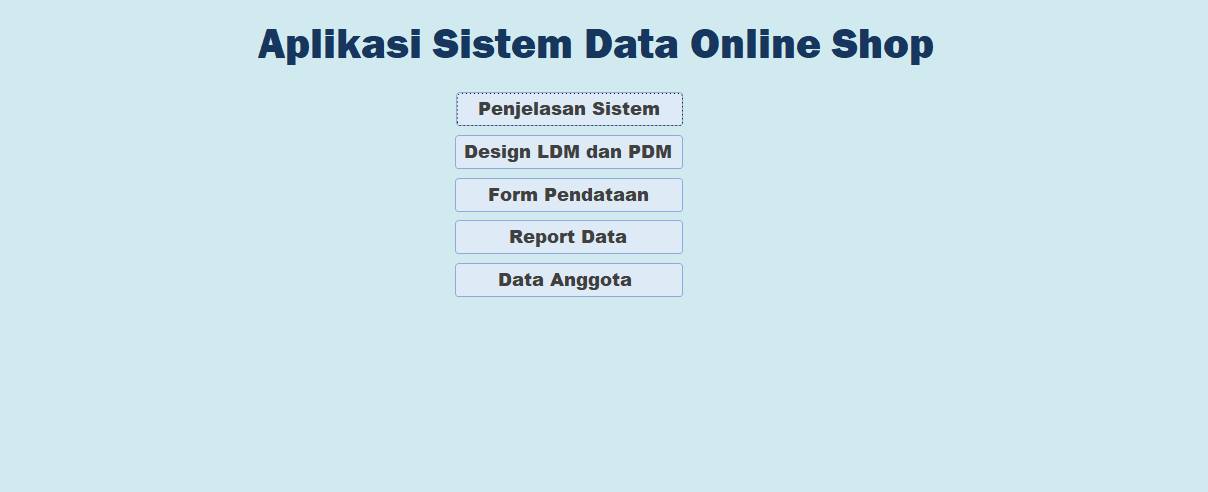 Aplikasi Sistem Data Online Shop
Penjelasan Sistem
Design LDM dan PDM
Form Pendataan
Report Data
Data Anggota